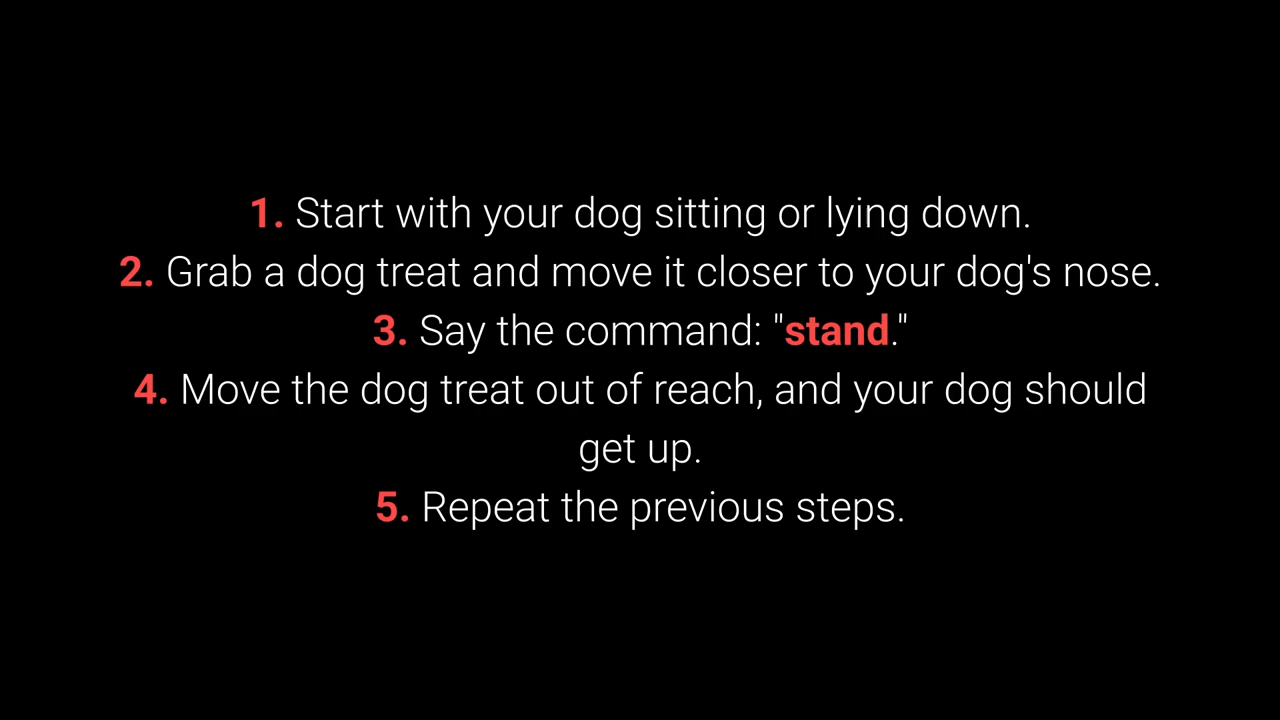 1. Start with your dog sitting or lying down.
2. Grab a dog treat and move it closer to your dog's nose.
3. Say the command: "stand."
4. Move the dog treat out of reach, and your dog should
get up.
5. Repeat the previous steps.